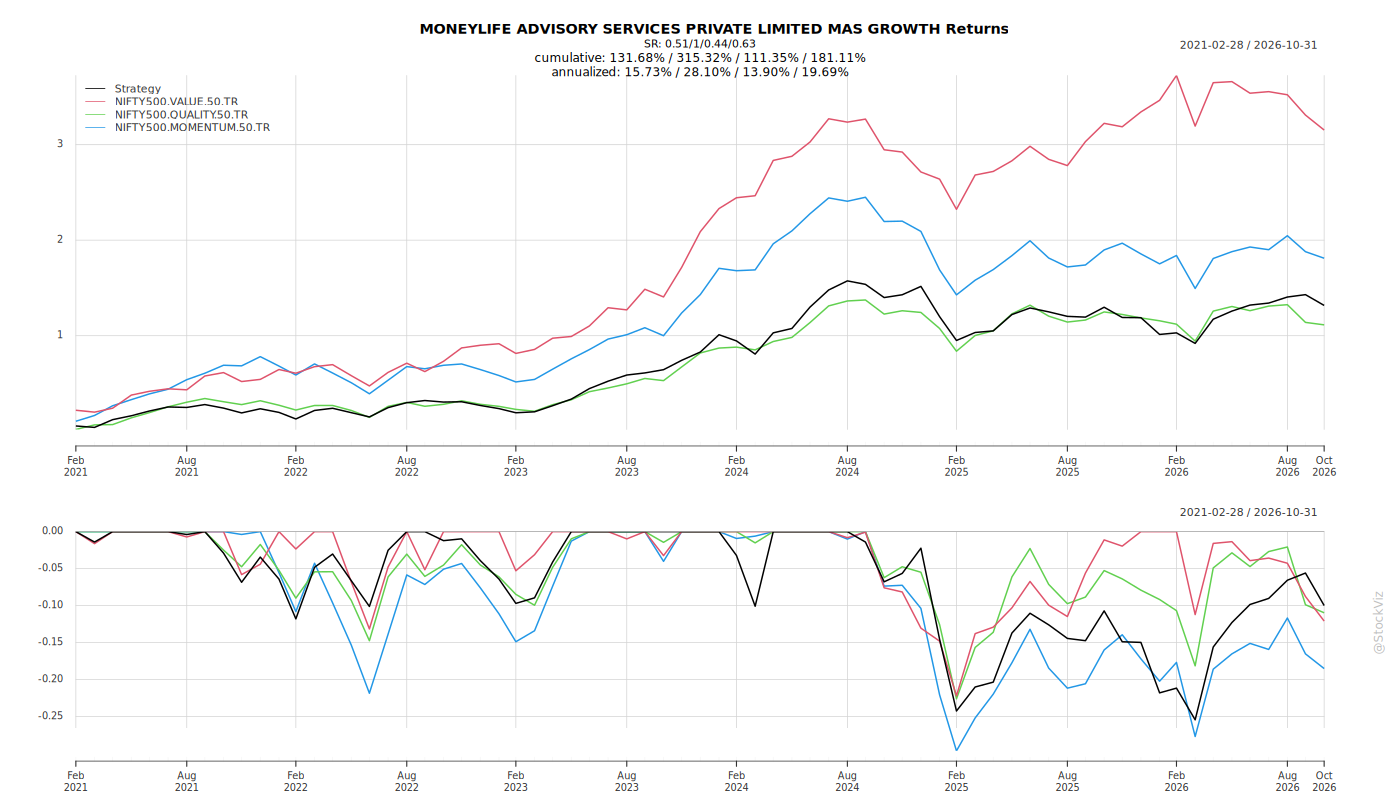 MONEYLIFE ADVISORY SERVICES PRIVATE LIMITED MAS GROWTH Returns
SR: 0.51/1/0.44/0.63
cumulative: 131.68% / 315.32% / 111.35% / 181.11%
annualized: 15.73% / 28.10% / 13.90% / 19.69%
2021-02-28 / 2026-10-31
Strategy
NIFTY500.VALUE.50.TR
NIFTY500.QUALITY.50.TR
NIFTY500.MOMENTUM.50.TR
3
2
1
Feb Aug Feb Aug Feb Aug Feb Aug Feb Aug Feb Aug Oct
2021 2021 2022 2022 2023 2023 2024 2024 2025 2025 2026 2026 2026
2021-02-28 / 2026-10-31
0.00
-0.05
-0.10
-0.15
-0.20
-0.25
Feb Aug Feb Aug Feb Aug Feb Aug Feb Aug Feb Aug Oct
2021 2021 2022 2022 2023 2023 2024 2024 2025 2025 2026 2026 2026
@StockViz